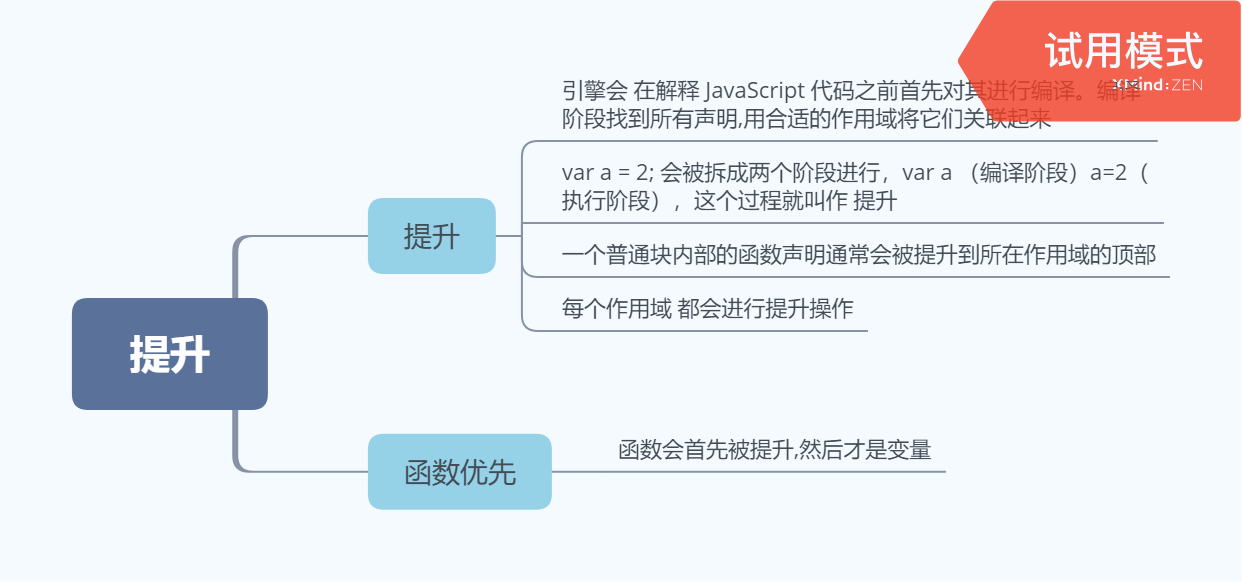 试用模式
XMind:ZEN
引擎会 在解释 JavaScript 代码之前首先对其进行编译。编译
阶段找到所有声明,用合适的作用域将它们关联起来
var a = 2; 会被拆成两个阶段进行，var a （编译阶段）a=2（
执行阶段），这个过程就叫作 提升
提升
一个普通块内部的函数声明通常会被提升到所在作用域的顶部
每个作用域 都会进行提升操作
提升
函数会首先被提升,然后才是变量
函数优先